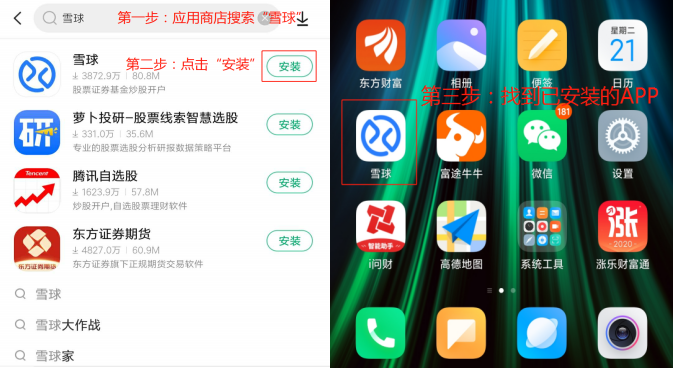 雪球
第一步：应用商店搜索“雪球”
第二步：点击“安装”
雪球
3872.9万 | 80.8M
股票证券基金炒股开户
安装
研
萝卜投研-股票线索智慧选股
331.0万 | 35.6M
专业的股票选股分析研报数据策略平台
安装
Tencent
腾讯自选股
1623.9万 | 57.8M
炒股开户,自选股票理财软件
安装
东方证券期货
东方证券期货
4827.0万 | 60.9M
东方证券旗下正规期货交易软件
安装
雪球
雪球大作战
雪球家
星期二
21
东方财富
相册
便签
日历
第三步：找到已安装的APP
181
雪球
富途牛牛
微信
设置
智能助手
涨
2020
i问财
高德地图
系统工具
涨乐财富通